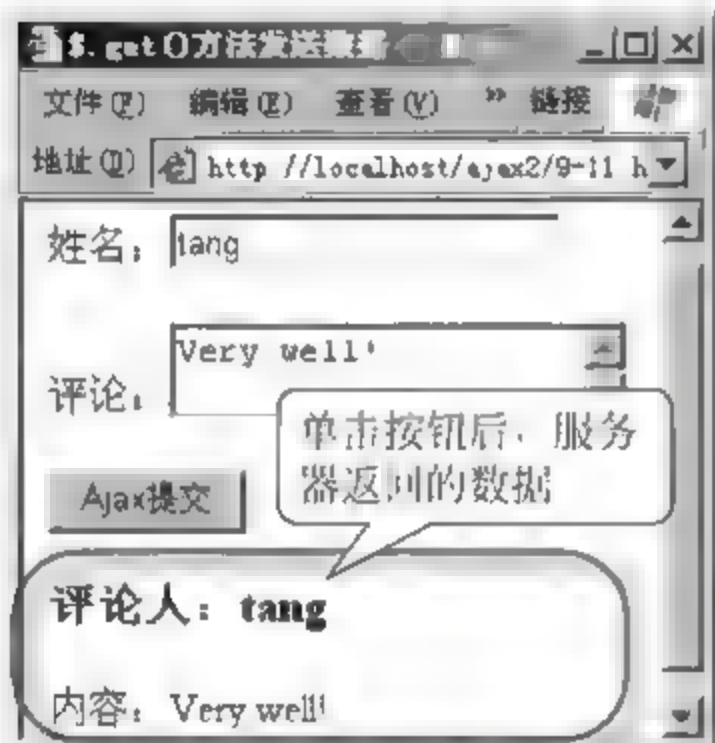 $.get()方法发送数据
文件(F) 编辑(E) 查看(V) » 链接
地址(D) http //localhost/ajax2/9-11 h
姓名: tang
Very well!
评论:
单击按钮后，服务
器返回的数据
Ajax提交
评论人: tang
内容: Very well!